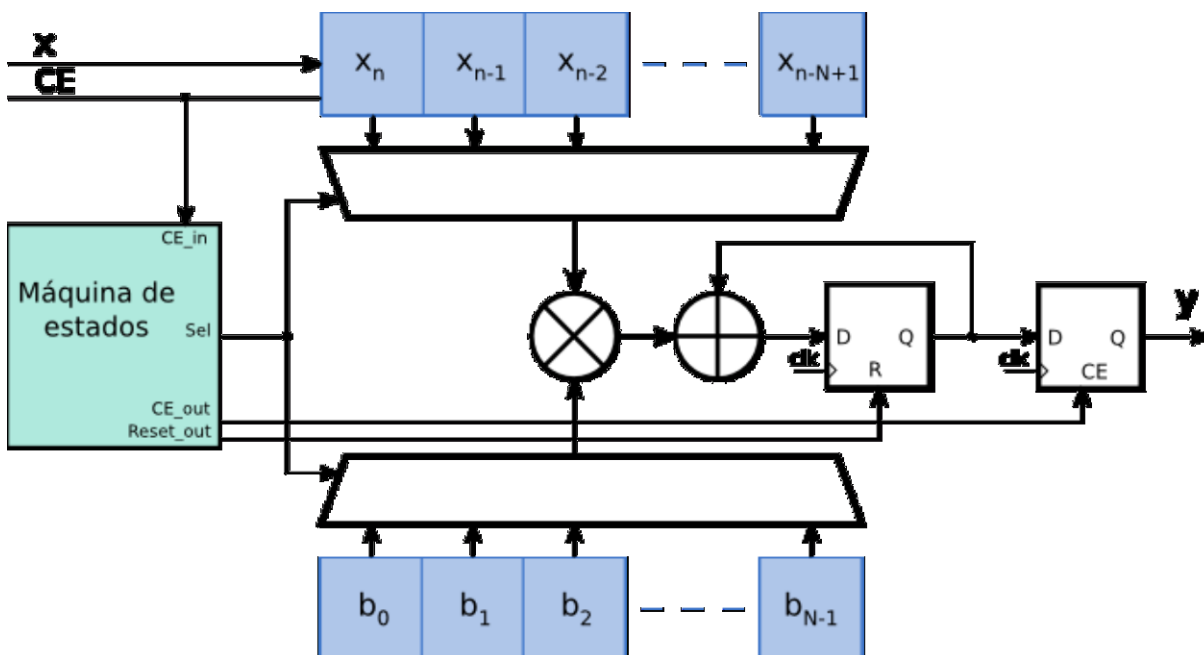 x
CE
xn
xn-1
xn-2
xn-N+1
CE_in
Máquina de
estados
Sel
CE_out
Reset_out
D
Q
R
clk
D
Q
CE
clk
y
b0
b1
b2
bN-1